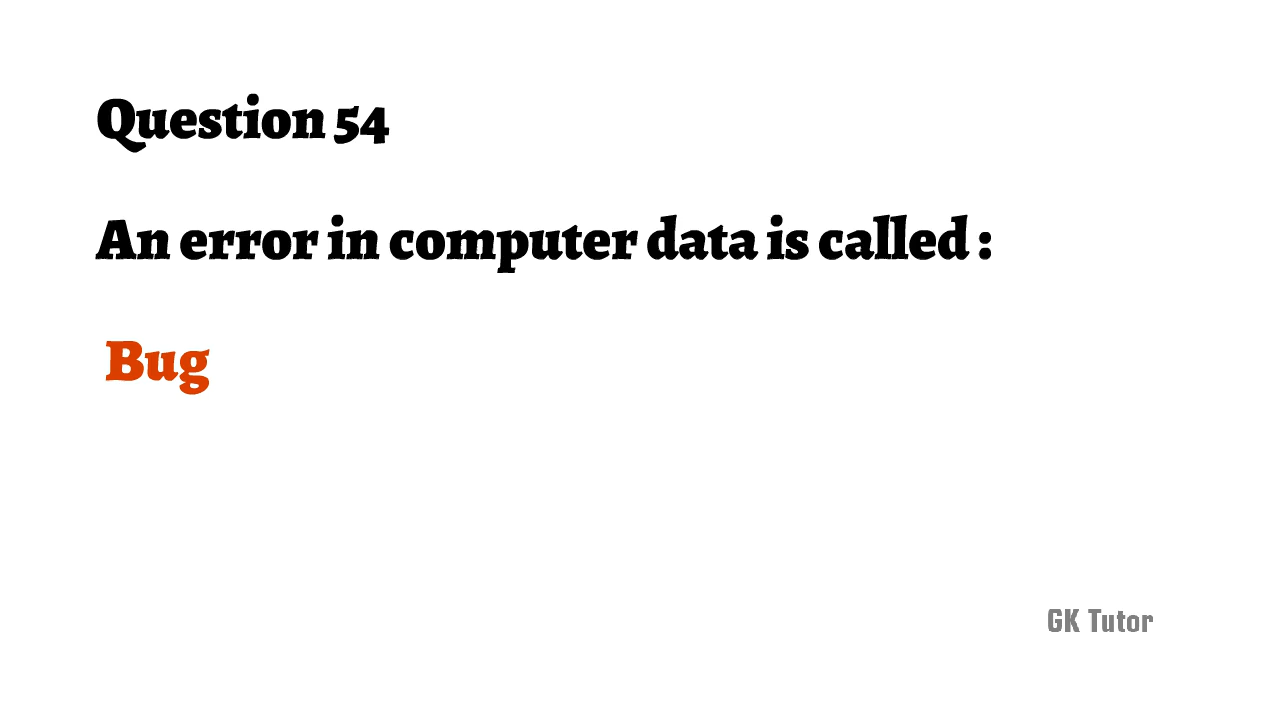 Question 54
An error in computer data is called :
Bug
GK Tutor